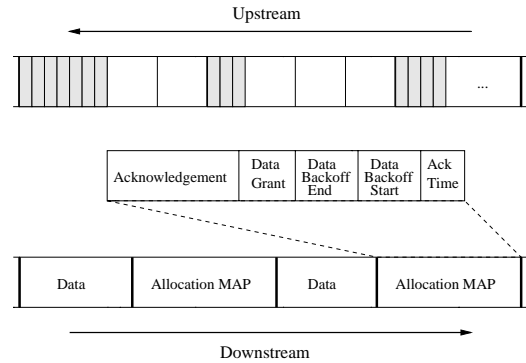 Upstream
...
Acknowledgement
Data
Grant
Data
Backoff
End
Data
Backoff
Start
Ack
Time
Data
Allocation MAP
Data
Allocation MAP
Downstream